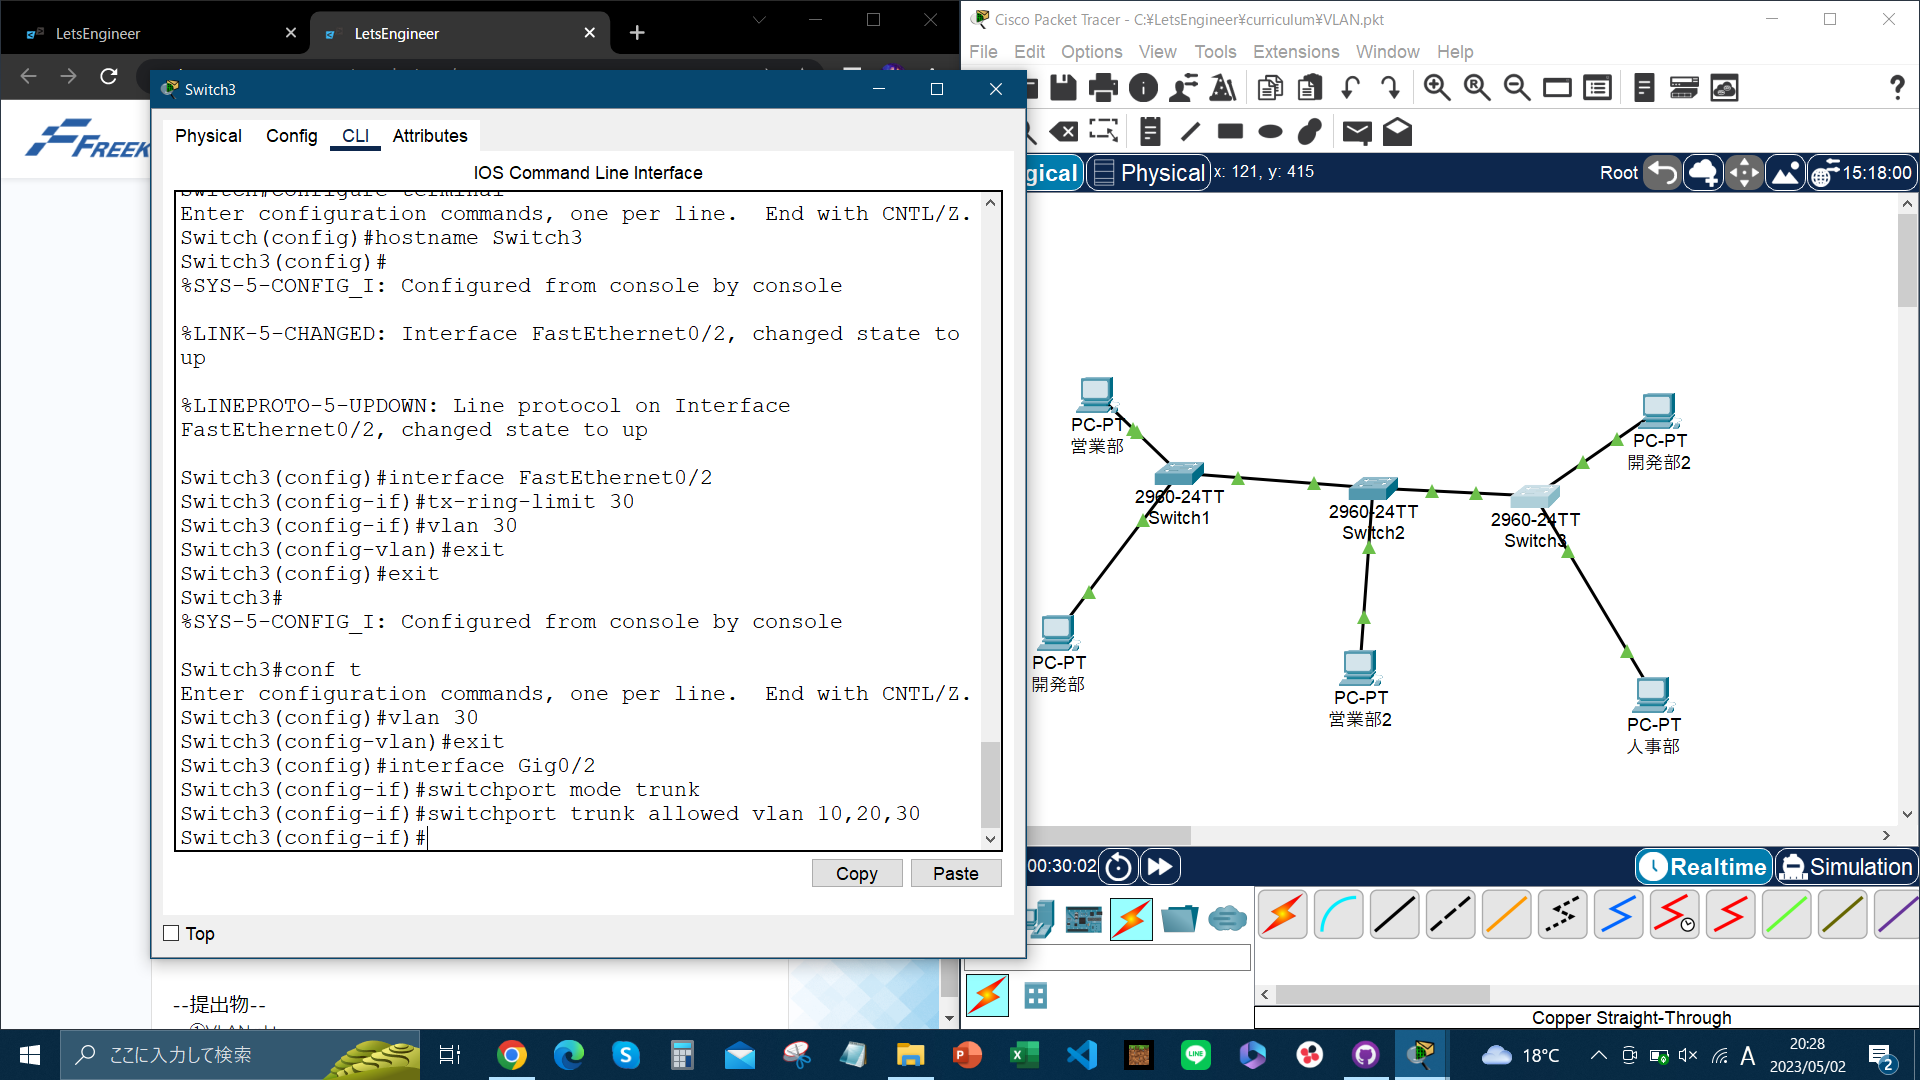 LetsEngineer
LetsEngineer
Cisco Packet Tracer - C:¥LetsEngineer¥curriculum¥VLAN.pkt
File Edit Options View Tools Extensions Window Help
FREEK
Switch3
Physical Config CLI Attributes
IOS Command Line Interface
Switch#configure terminal
Enter configuration commands, one per line.  End with CNTL/Z.
Switch(config)#hostname Switch3
Switch3(config)#
%SYS-5-CONFIG_I: Configured from console by console
%LINK-5-CHANGED: Interface FastEthernet0/2, changed state to
up
%LINEPROTO-5-UPDOWN: Line protocol on Interface
FastEthernet0/2, changed state to up
Switch3(config)#interface FastEthernet0/2
Switch3(config-if)#tx-ring-limit 30
Switch3(config-if)#vlan 30
Switch3(config-vlan)#exit
Switch3(config)#exit
Switch3#
%SYS-5-CONFIG_I: Configured from console by console
Switch3#conf t
Enter configuration commands, one per line.  End with CNTL/Z.
Switch3(config)#vlan 30
Switch3(config-vlan)#exit
Switch3(config)#interface Gig0/2
Switch3(config-if)#switchport mode trunk
Switch3(config-if)#switchport trunk allowed vlan 10,20,30
Switch3(config-if)#
Copy Paste
Top
--提出物--
gical Physical x: 121, y: 415 Root 15:18:00
PC-PT
営業部
2960-24TT
Switch1
PC-PT
開発部
2960-24TT
Switch2
PC-PT
営業部2
2960-24TT
Switch3
PC-PT
開発部2
PC-PT
人事部
00:30:02 Realtime Simulation
Copper Straight-Through
ここに入力して検索
18°C A 20:28
2023/05/02
2